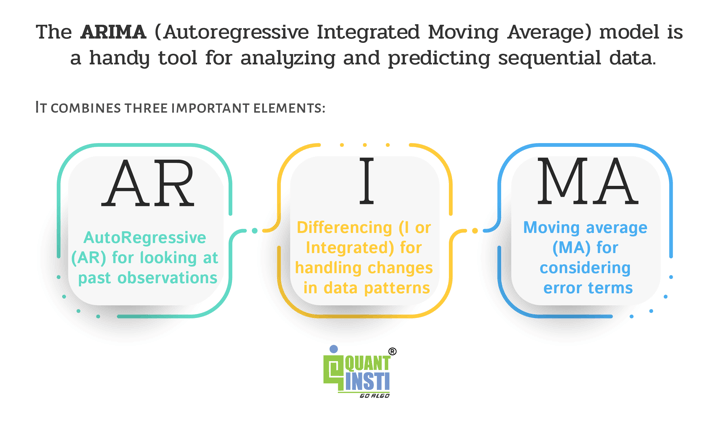 The ARIMA (Autoregressive Integrated Moving Average) model is
a handy tool for analyzing and predicting sequential data.
It combines three important elements:
AR
AutoRegressive
(AR) for looking at
past observations
I
Differencing (I or
Integrated) for
handling changes
in data patterns
MA
Moving average
(MA) for
considering
error terms
QUANT®
INSTI
GO ALGO